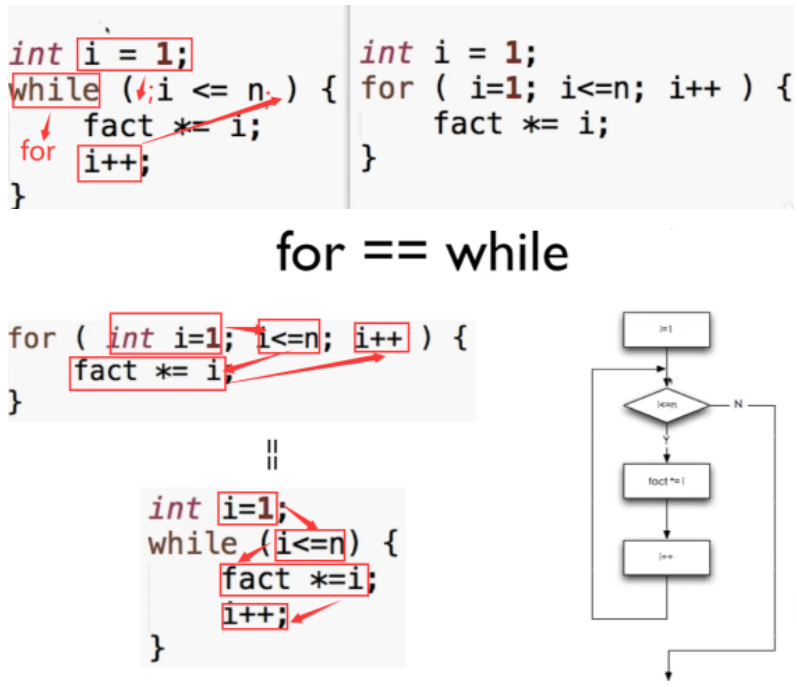 int i = 1;
while ( ;i <= n; ) {
for
fact *= i;
i++;
}
int i = 1;
for ( i=1; i<=n; i++ ) {
fact *= i;
}
for == while
for ( int i=1; i<=n; i++ ) {
fact *= i;
}
==
int i=1;
while (i<=n) {
fact *=i;
i++;
}
i=1
i<=n
N
Y
fact *= i
i++